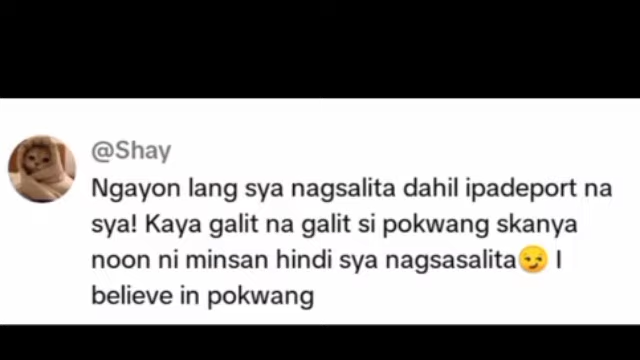 @Shay
Ngayon lang sya nagsalita dahil ipadeport na
sya! Kaya galit na galit si pokwang skanya
noon ni minsan hindi sya nagsasalita😏 I
believe in pokwang